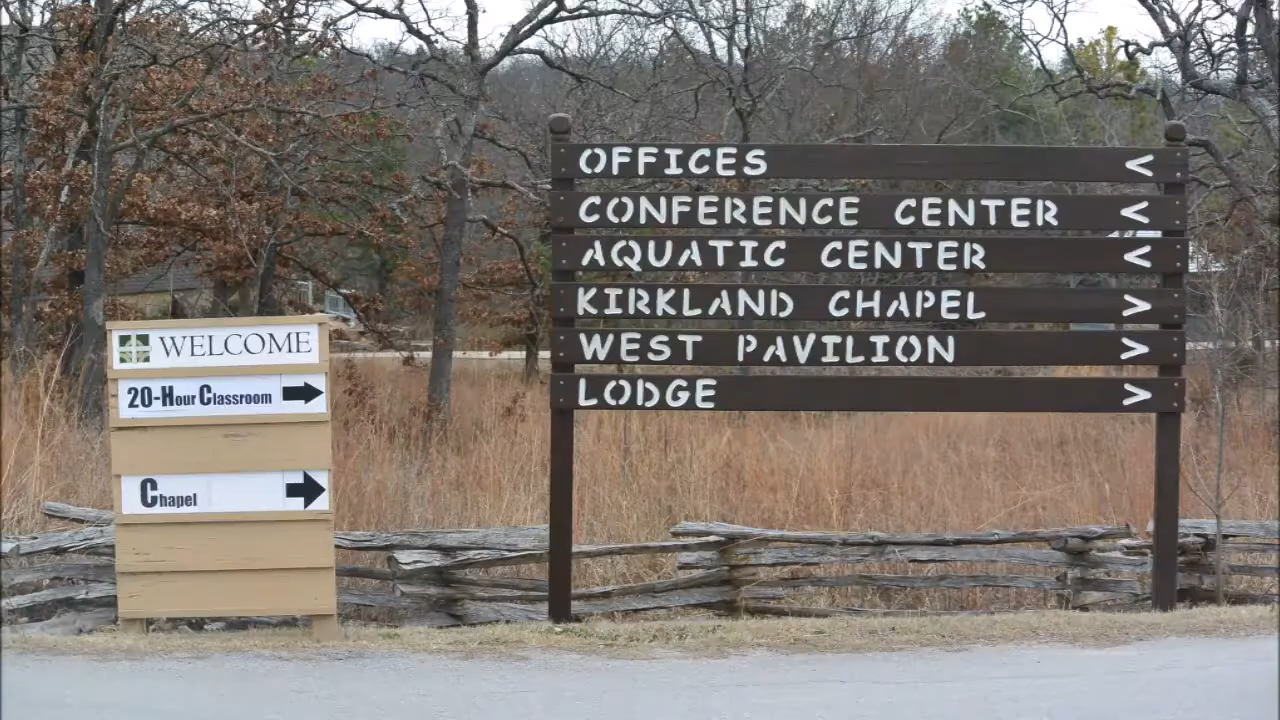 WELCOME
20-Hour Classroom
Chapel
OFFICES <
CONFERENCE CENTER <
AQUATIC CENTER <
KIRKLAND CHAPEL >
WEST PAVILION >
LODGE >